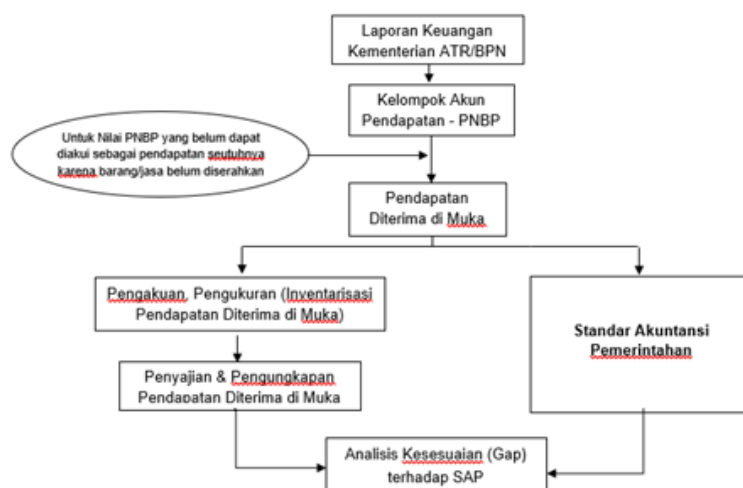 Laporan Keuangan
Kementerian ATR/BPN
Kelompok Akun
Pendapatan - PNBP
Untuk Nilai PNBP yang belum dapat
diakui sebagai pendapatan seutuhnya
karena barang/jasa belum diserahkan
Pendapatan
Diterima di Muka
Pengakuan, Pengukuran (Inventarisasi
Pendapatan Diterima di Muka)
Standar Akuntansi
Pemerintahan
Penyajian & Pengungkapan
Pendapatan Diterima di Muka
Analisis Kesesuaian (Gap)
terhadap SAP